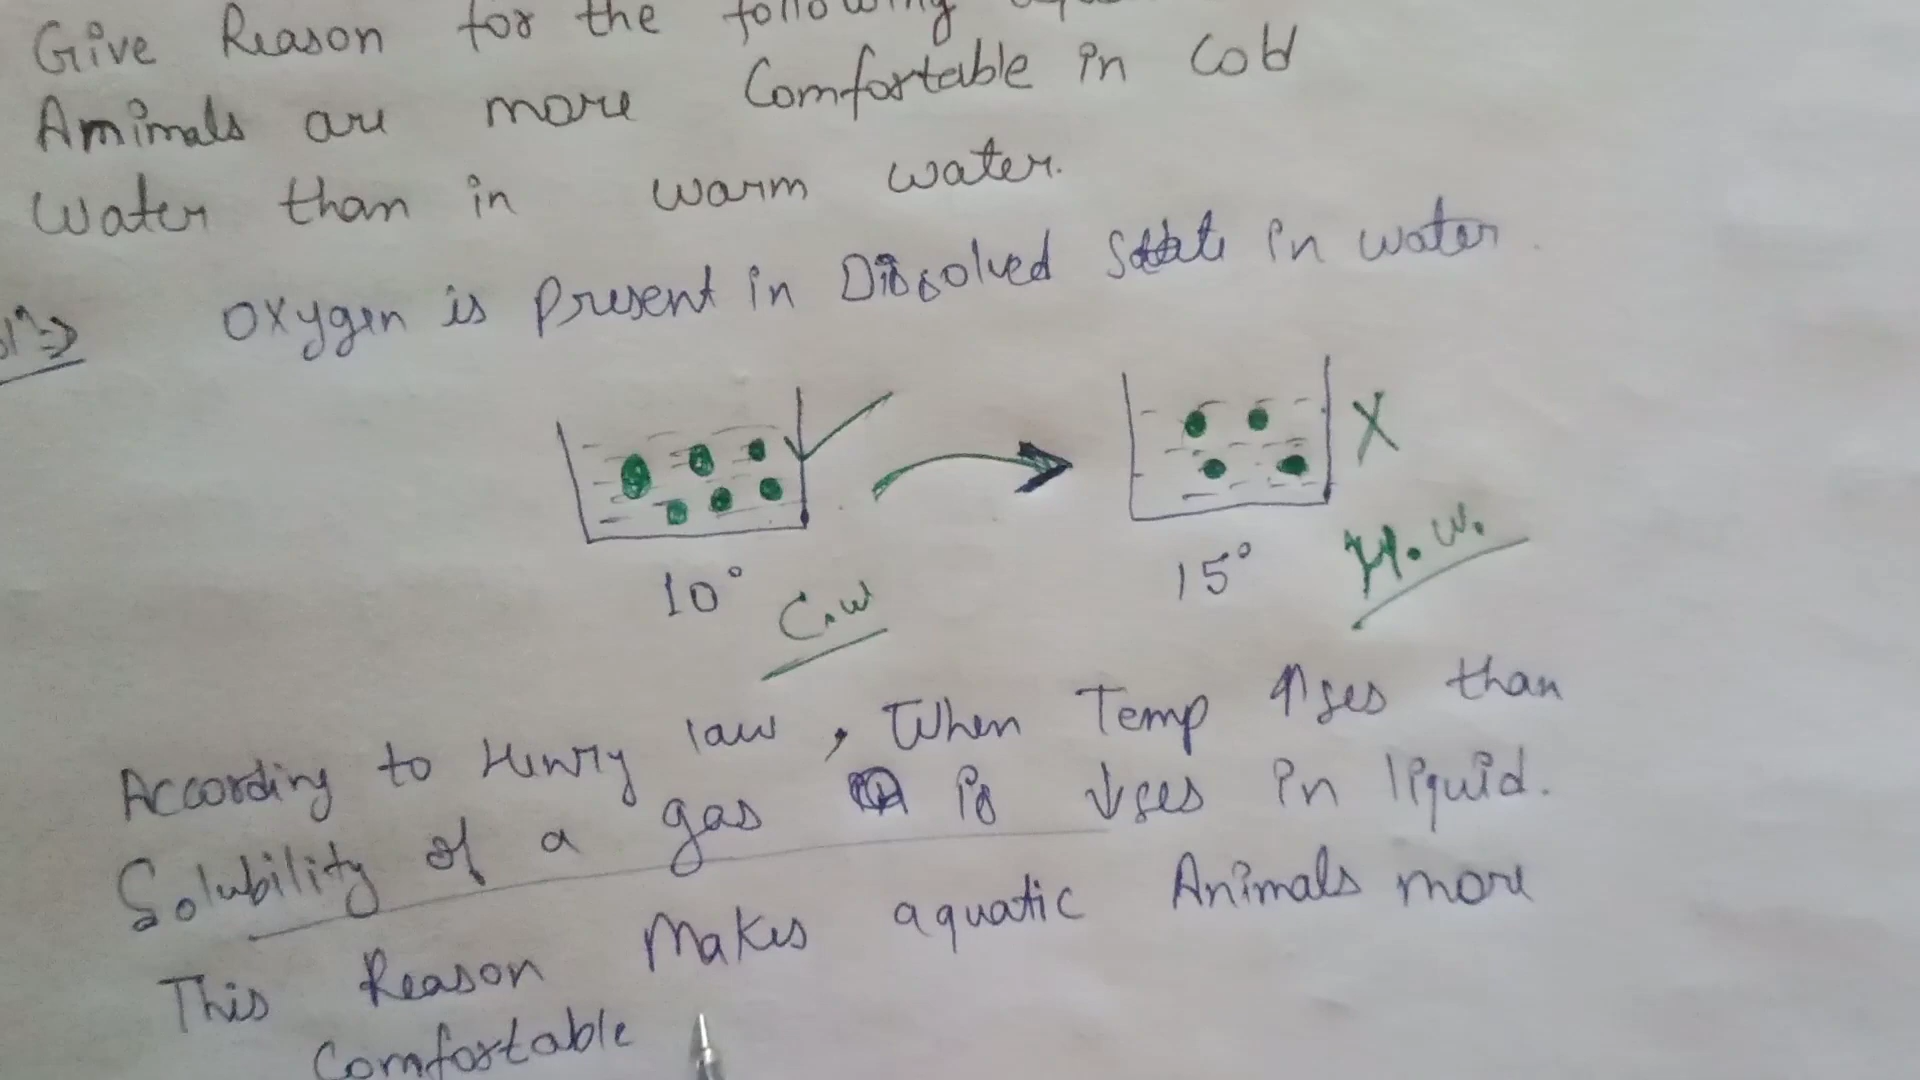 Give Reason for the following
Animals are more Comfortable in Cold
Water than in warm water.
Oxygen is Present in Dissolved State in water.
X
10° 15°
C.W H.W.
According to Henry law, When Temp ↑ses than
Solubility of a gas is ↓ses in liquid.
This Reason Makes aquatic Animals more
Comfortable